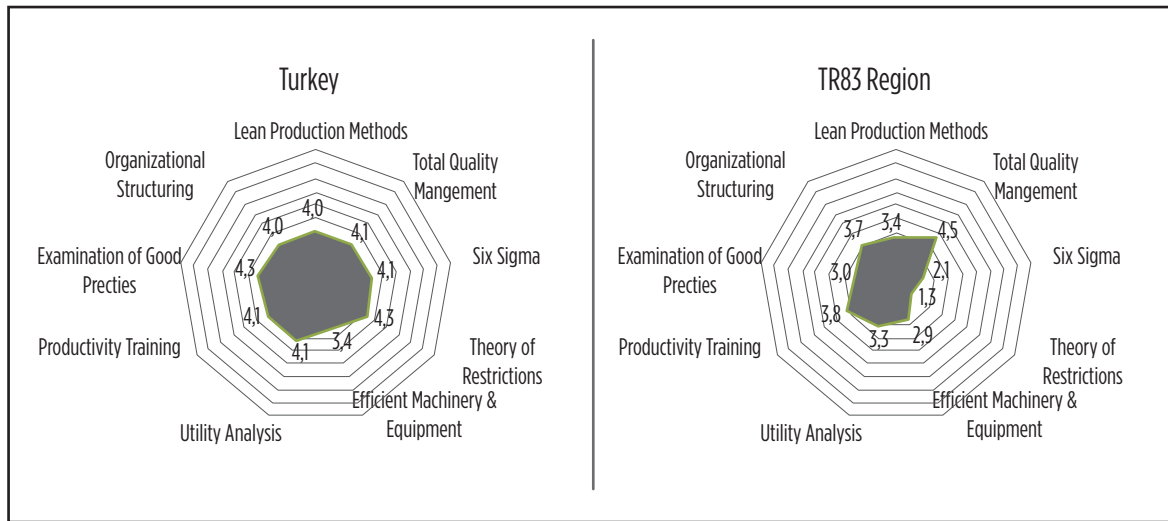 Turkey
Lean Production Methods
Organizational
Structuring
Total Quality
Mangement
4,0
4,0
4,1
Examination of Good
Precties
4,3
4,1
Six Sigma
4,1
4,3
Productivity Training
4,1
3,4
Theory of
Restrictions
Efficient Machinery &
Equipment
Utility Analysis
TR83 Region
Lean Production Methods
Organizational
Structuring
Total Quality
Mangement
3,7
3,4
4,5
Examination of Good
Precties
3,0
2,1
Six Sigma
3,8
1,3
Productivity Training
3,3
2,9
Theory of
Restrictions
Efficient Machinery &
Equipment
Utility Analysis